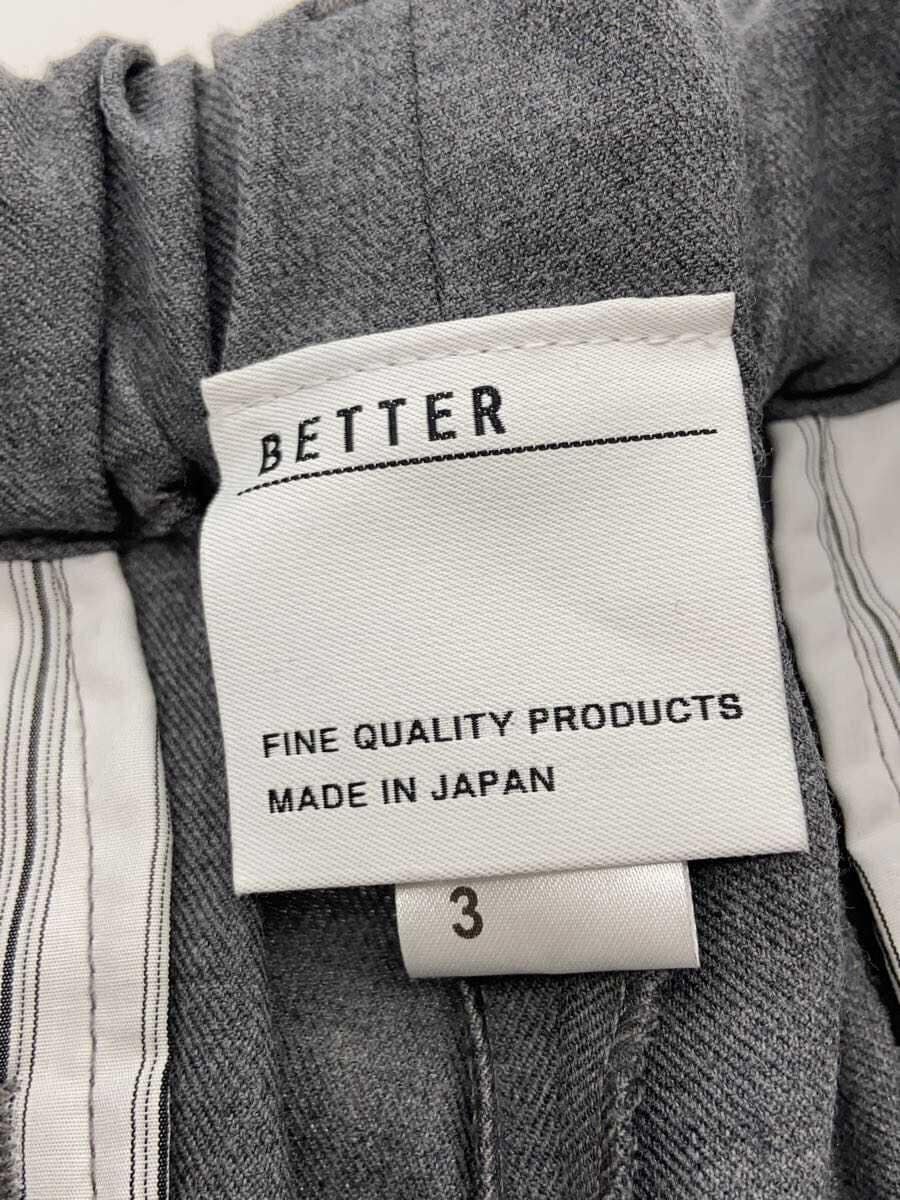 BETTER
FINE QUALITY PRODUCTS
MADE IN JAPAN
3